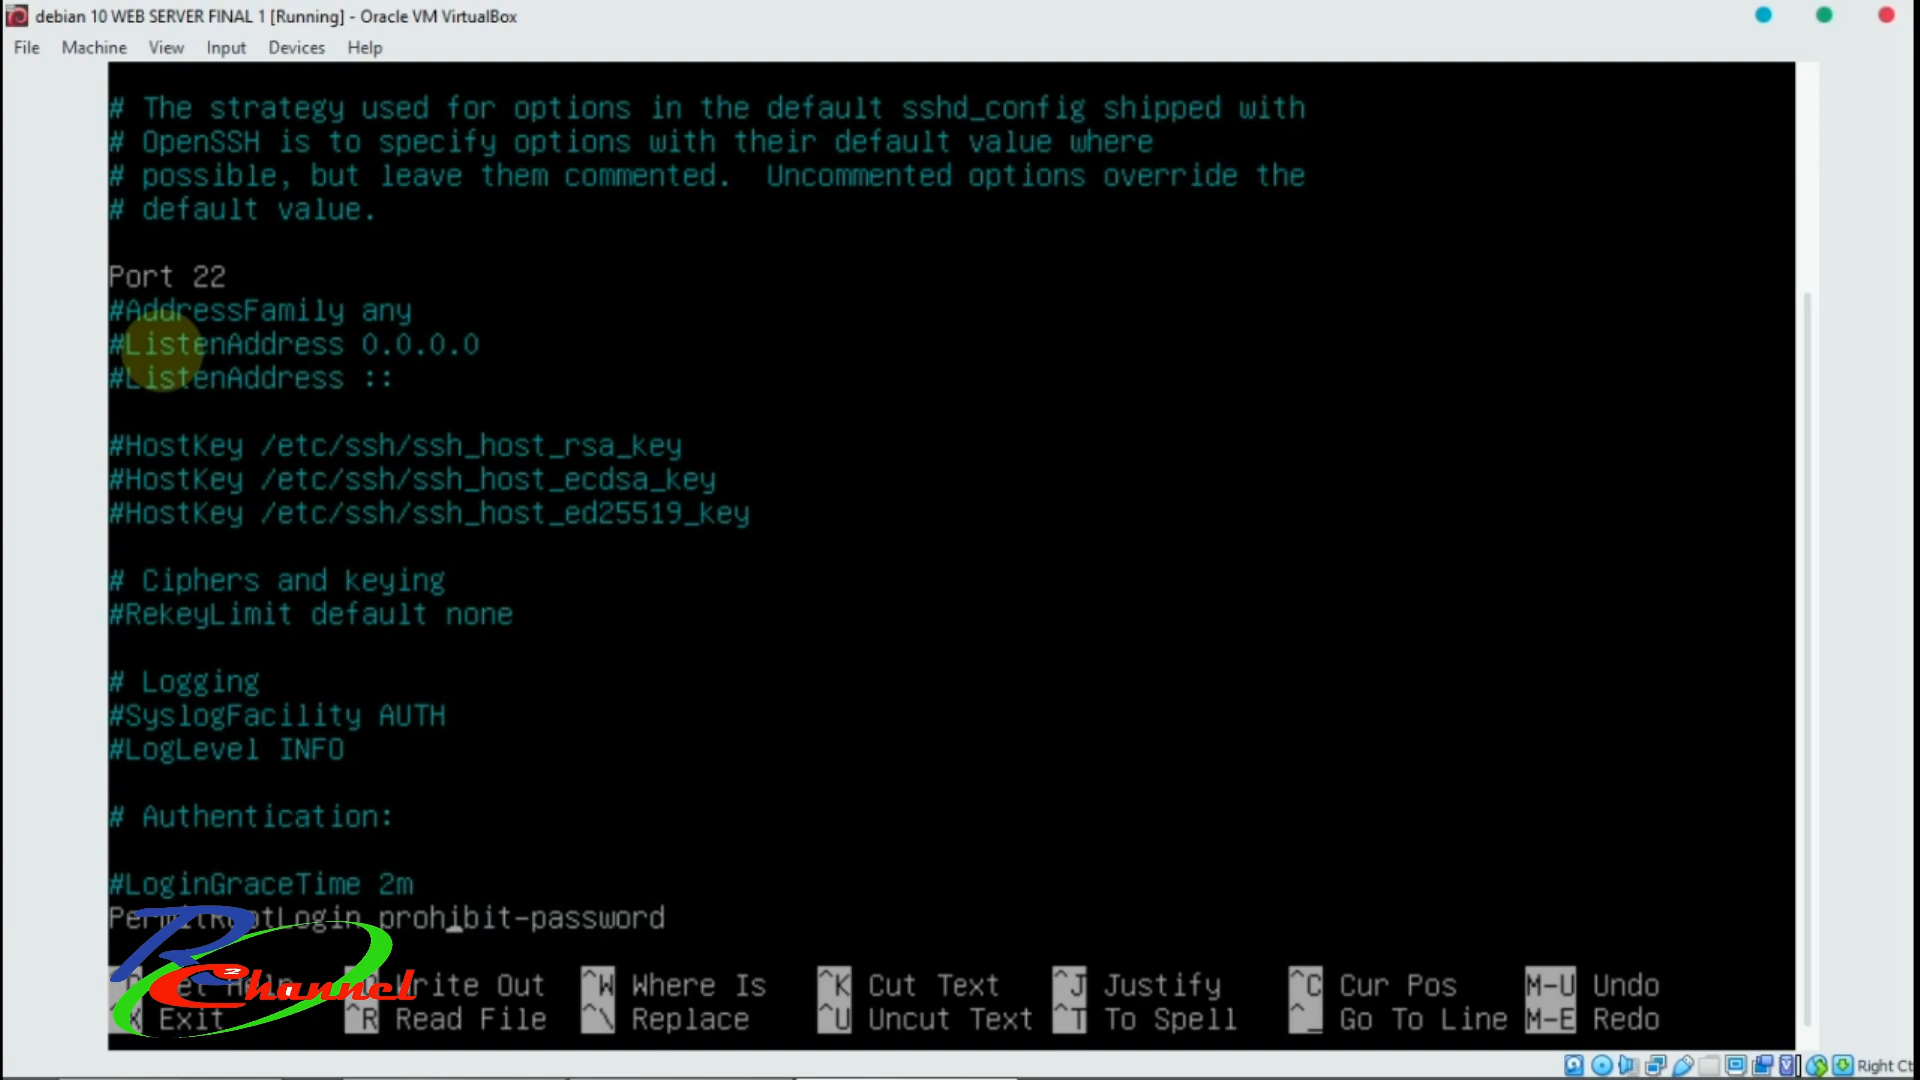 debian 10 WEB SERVER FINAL 1 [Running] - Oracle VM VirtualBox
File Machine View Input Devices Help
# The strategy used for options in the default sshd_config shipped with
# OpenSSH is to specify options with their default value where
# possible, but leave them commented.  Uncommented options override the
# default value.
Port 22
#AddressFamily any
#ListenAddress 0.0.0.0
#ListenAddress ::
#HostKey /etc/ssh/ssh_host_rsa_key
#HostKey /etc/ssh/ssh_host_ecdsa_key
#HostKey /etc/ssh/ssh_host_ed25519_key
# Ciphers and keying
#RekeyLimit default none
# Logging
#SyslogFacility AUTH
#LogLevel INFO
# Authentication:
#LoginGraceTime 2m
PermitRootLogin prohibit-password
Get Help Write Out ^W Where Is ^K Cut Text ^J Justify ^C Cur Pos M-U Undo
^X Exit ^R Read File ^\ Replace ^U Uncut Text ^T To Spell ^_ Go To Line M-E Redo
Channel
Right Ct